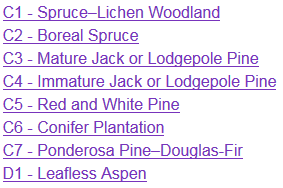 C1 - Spruce–Lichen Woodland
C2 - Boreal Spruce
C3 - Mature Jack or Lodgepole Pine
C4 - Immature Jack or Lodgepole Pine
C5 - Red and White Pine
C6 - Conifer Plantation
C7 - Ponderosa Pine–Douglas-Fir
D1 - Leafless Aspen